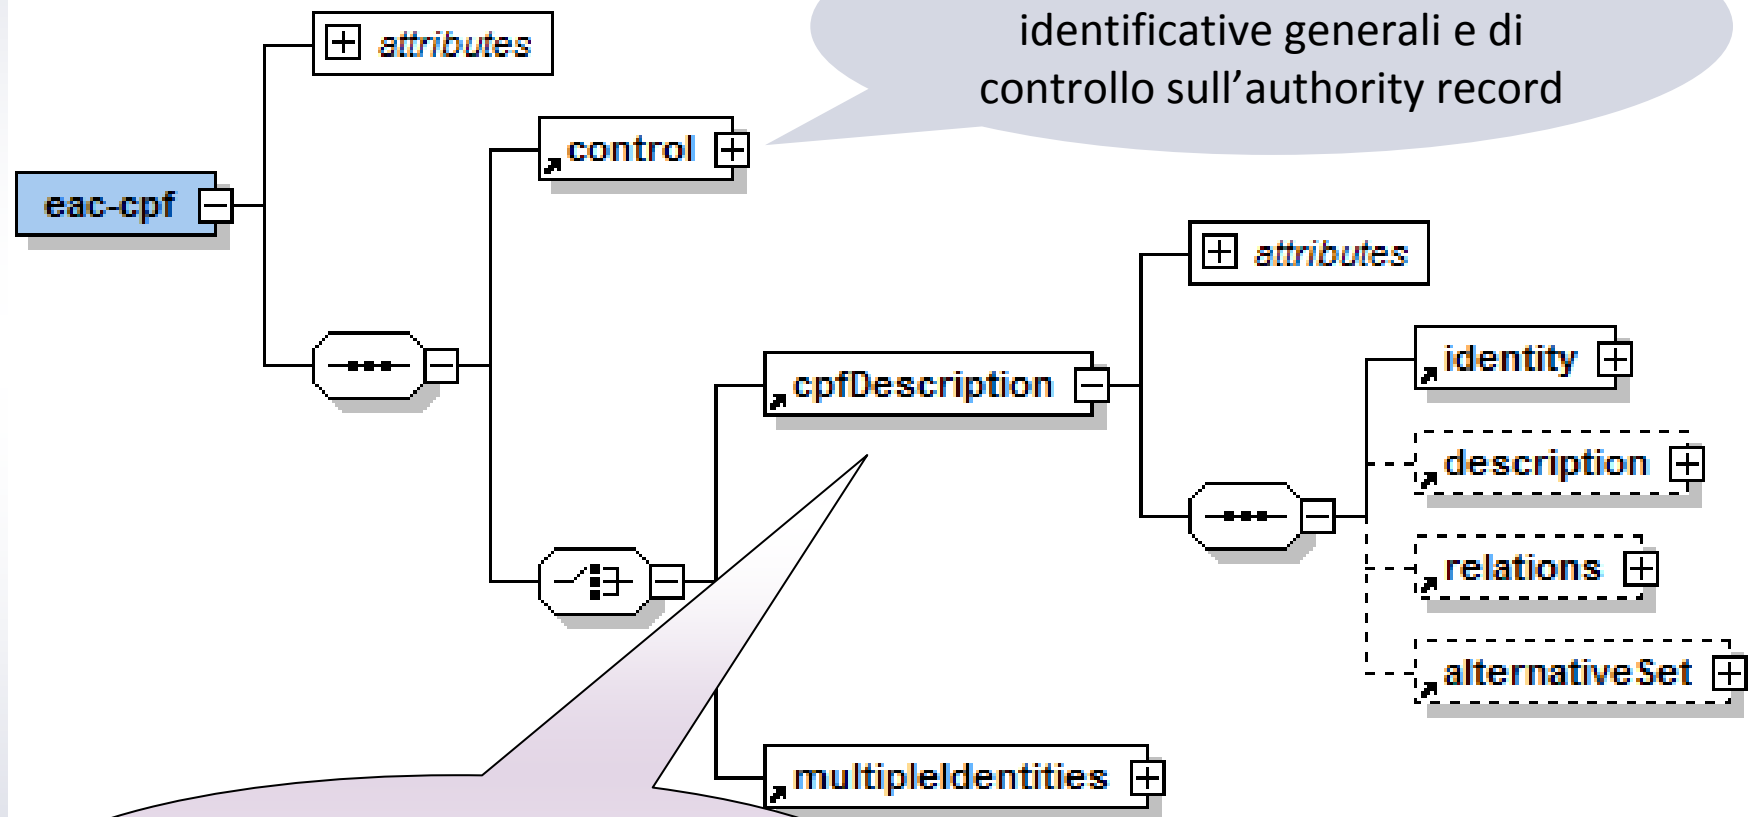 attributes
identificative generali e di
controllo sull’authority record
control
eac-cpf
attributes
identity
cpfDescription
description
relations
alternativeSet
multipleIdentities